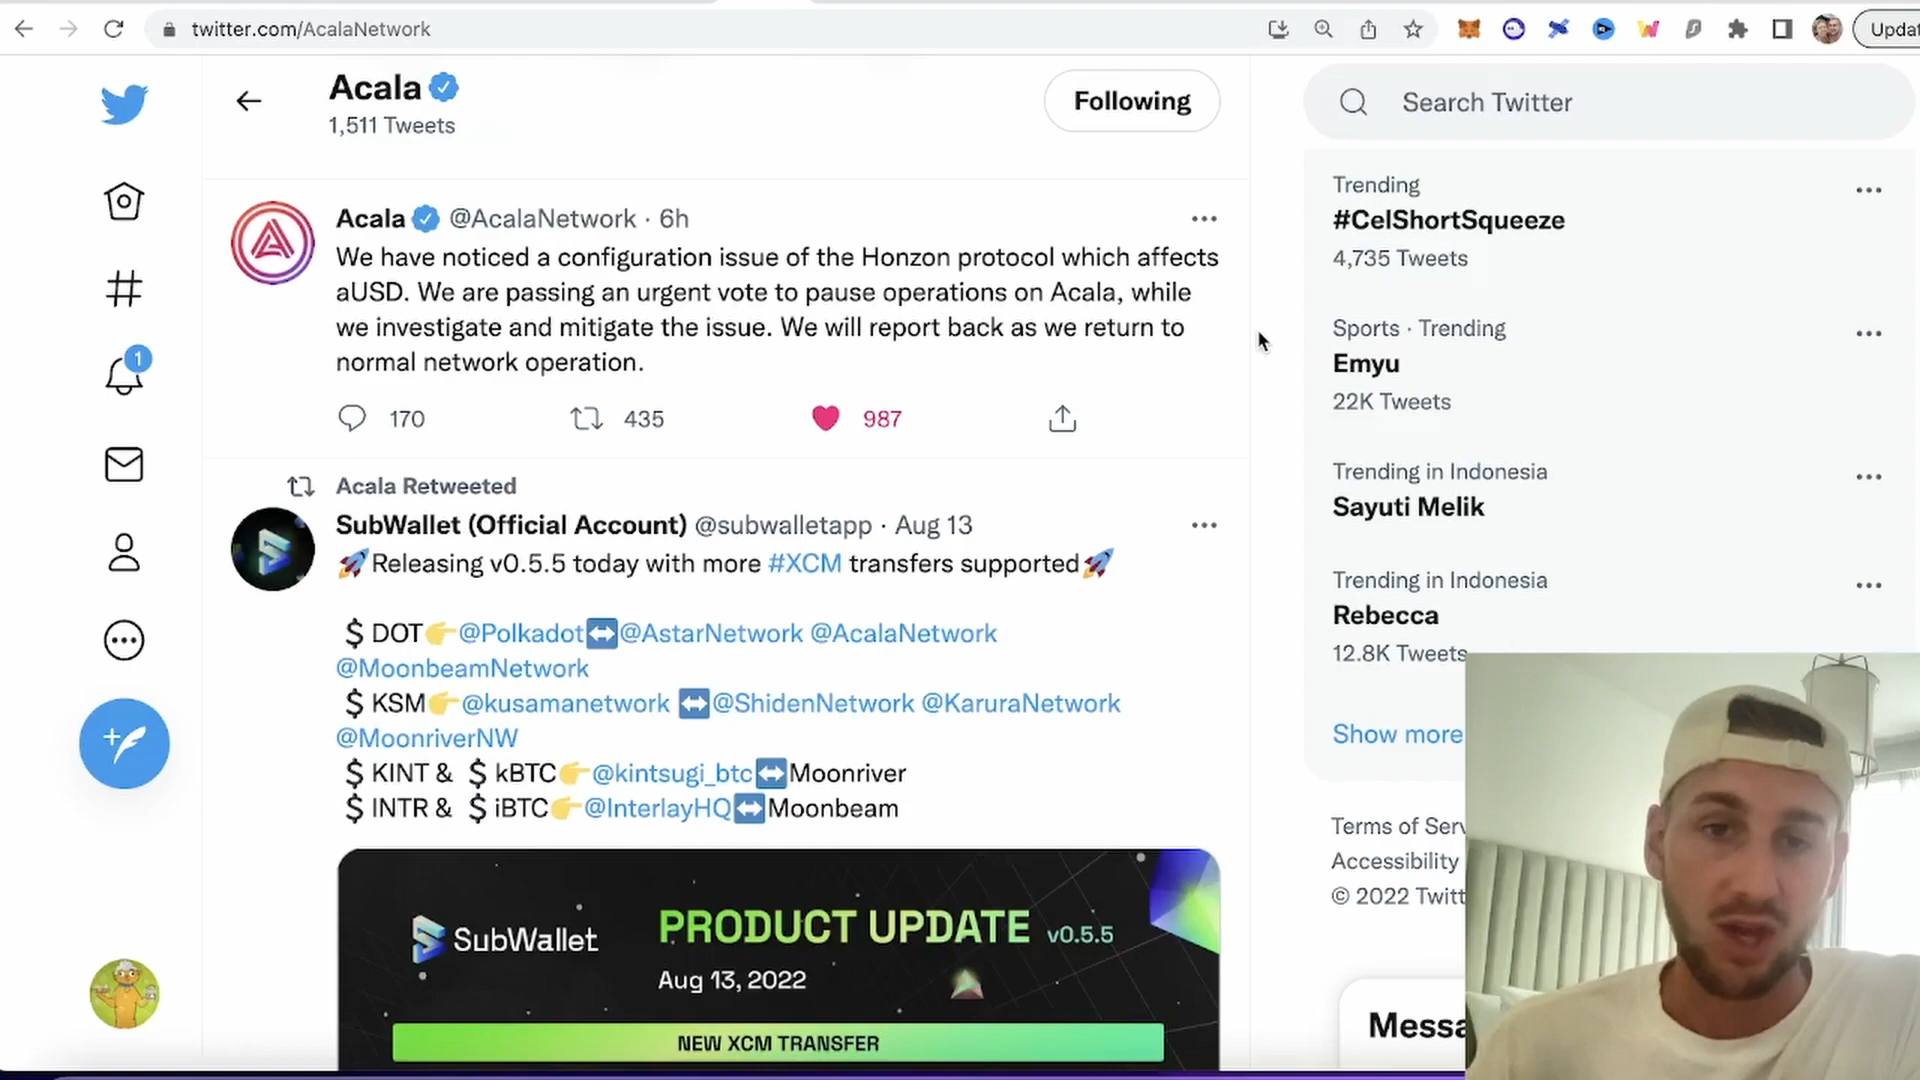 twitter.com/AcalaNetwork
Updat
Acala
1,511 Tweets
Following
Search Twitter
Acala @AcalaNetwork · 6h
We have noticed a configuration issue of the Honzon protocol which affects
aUSD. We are passing an urgent vote to pause operations on Acala, while
we investigate and mitigate the issue. We will report back as we return to
normal network operation.
170
435
987
Acala Retweeted
SubWallet (Official Account) @subwalletapp · Aug 13
🚀Releasing v0.5.5 today with more #XCM transfers supported🚀
$DOT👉@Polkadot↔️@AstarNetwork @AcalaNetwork
@MoonbeamNetwork
$KSM👉@kusamanetwork ↔️@ShidenNetwork @KaruraNetwork
@MoonriverNW
$KINT & $kBTC👉@kintsugi_btc↔️Moonriver
$INTR & $iBTC👉@InterlayHQ↔️Moonbeam
SubWallet
PRODUCT UPDATE v0.5.5
Aug 13, 2022
NEW XCM TRANSFER
1
Trending
#CelShortSqueeze
4,735 Tweets
Sports · Trending
Emyu
22K Tweets
Trending in Indonesia
Sayuti Melik
Trending in Indonesia
Rebecca
12.8K Tweets
Show more
Terms of Serv
Accessibility
© 2022 Twitt
Messa